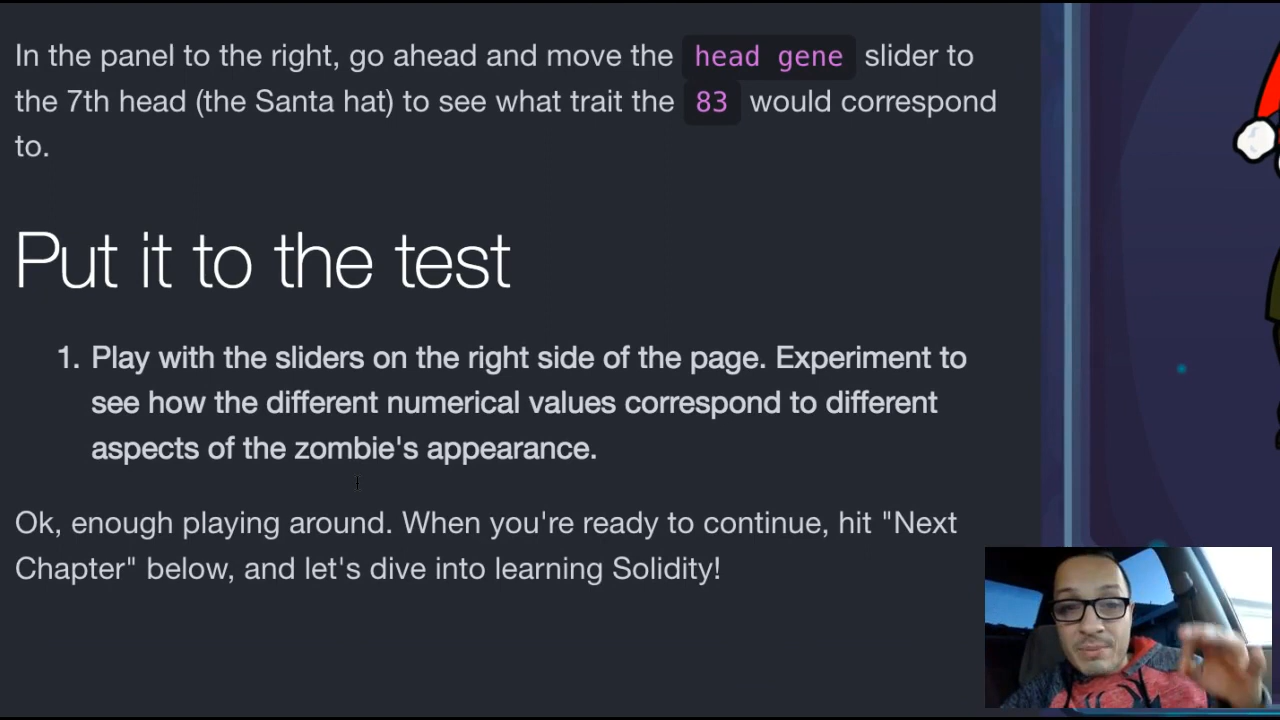 In the panel to the right, go ahead and move the head gene slider to
the 7th head (the Santa hat) to see what trait the 83 would correspond
to.
Put it to the test
1. Play with the sliders on the right side of the page. Experiment to
see how the different numerical values correspond to different
aspects of the zombie's appearance.
Ok, enough playing around. When you're ready to continue, hit "Next
Chapter" below, and let's dive into learning Solidity!